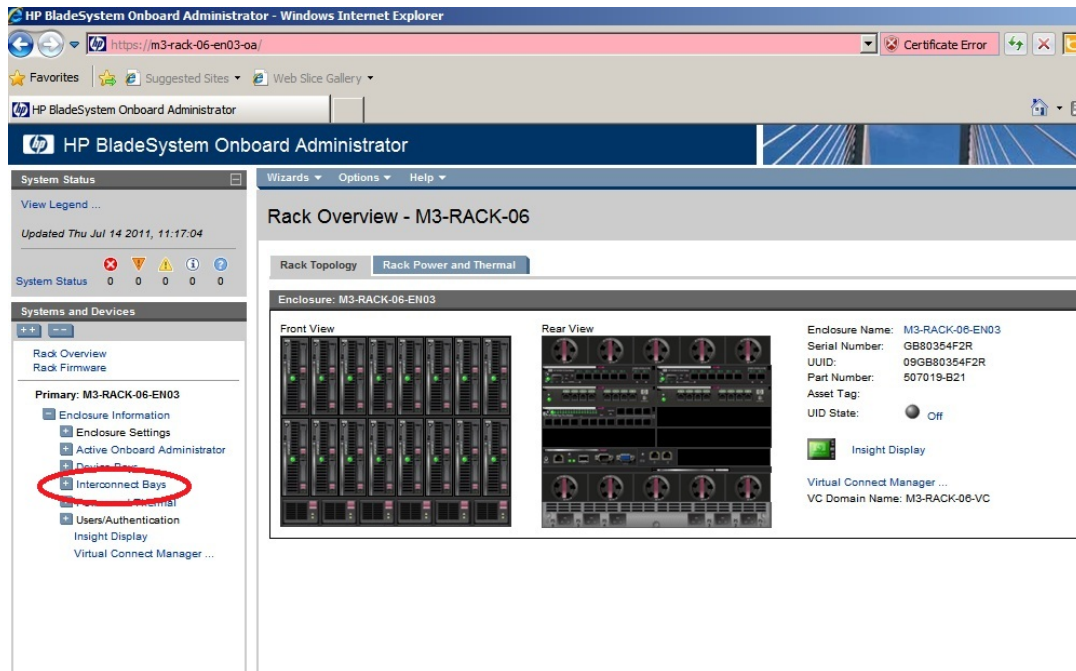 HP BladeSystem Onboard Administrator - Windows Internet Explorer
https://m3-rack-06-en03-oa/
Certificate Error
Favorites Suggested Sites Web Slice Gallery
HP BladeSystem Onboard Administrator
hp HP BladeSystem Onboard Administrator
System Status
View Legend ...
Updated Thu Jul 14 2011, 11:17:04
System Status 0 0 0 0 0
Systems and Devices
Rack Overview
Rack Firmware
Primary: M3-RACK-06-EN03
Enclosure Information
Enclosure Settings
Active Onboard Administrator
Device Bays
Interconnect Bays
Users/Authentication
Insight Display
Virtual Connect Manager ...
Wizards Options Help
Rack Overview - M3-RACK-06
Rack Topology Rack Power and Thermal
Enclosure: M3-RACK-06-EN03
Front View
Rear View
Enclosure Name: M3-RACK-06-EN03
Serial Number: GB80354F2R
UUID: 09GB80354F2R
Part Number: 507019-B21
Asset Tag:
UID State: Off
Insight Display
Virtual Connect Manager ...
VC Domain Name: M3-RACK-06-VC